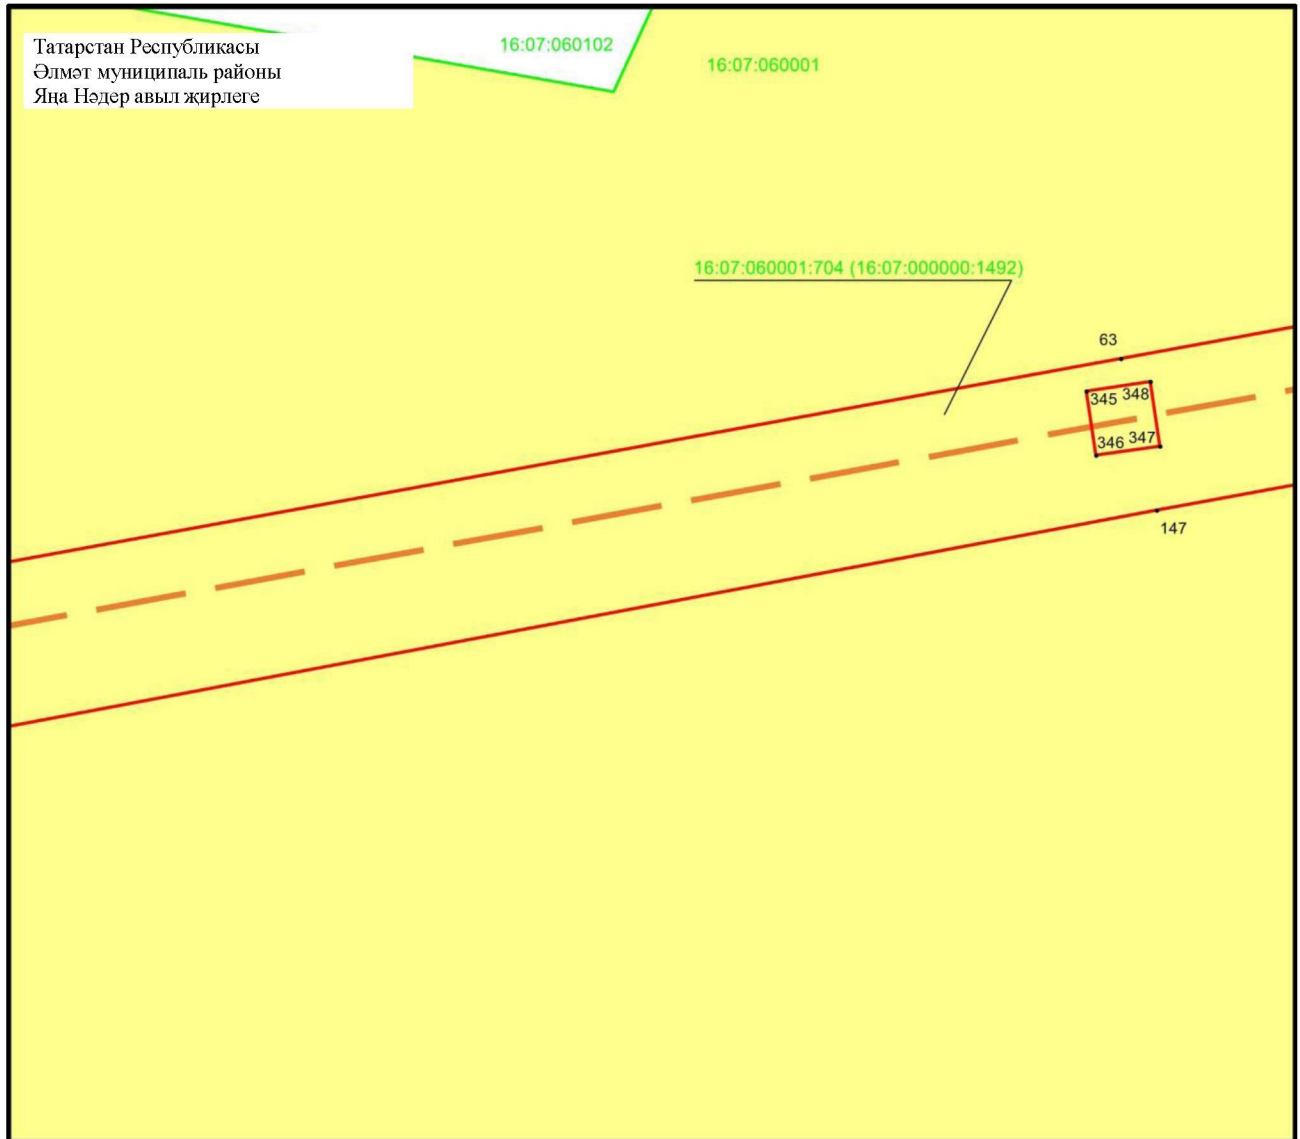 Татарстан Республикасы
Әлмәт муниципаль районы
Яңа Нәдер авыл җирлеге
16:07:060102
16:07:060001
16:07:060001:704 (16:07:000000:1492)
63
345 348
346 347
147